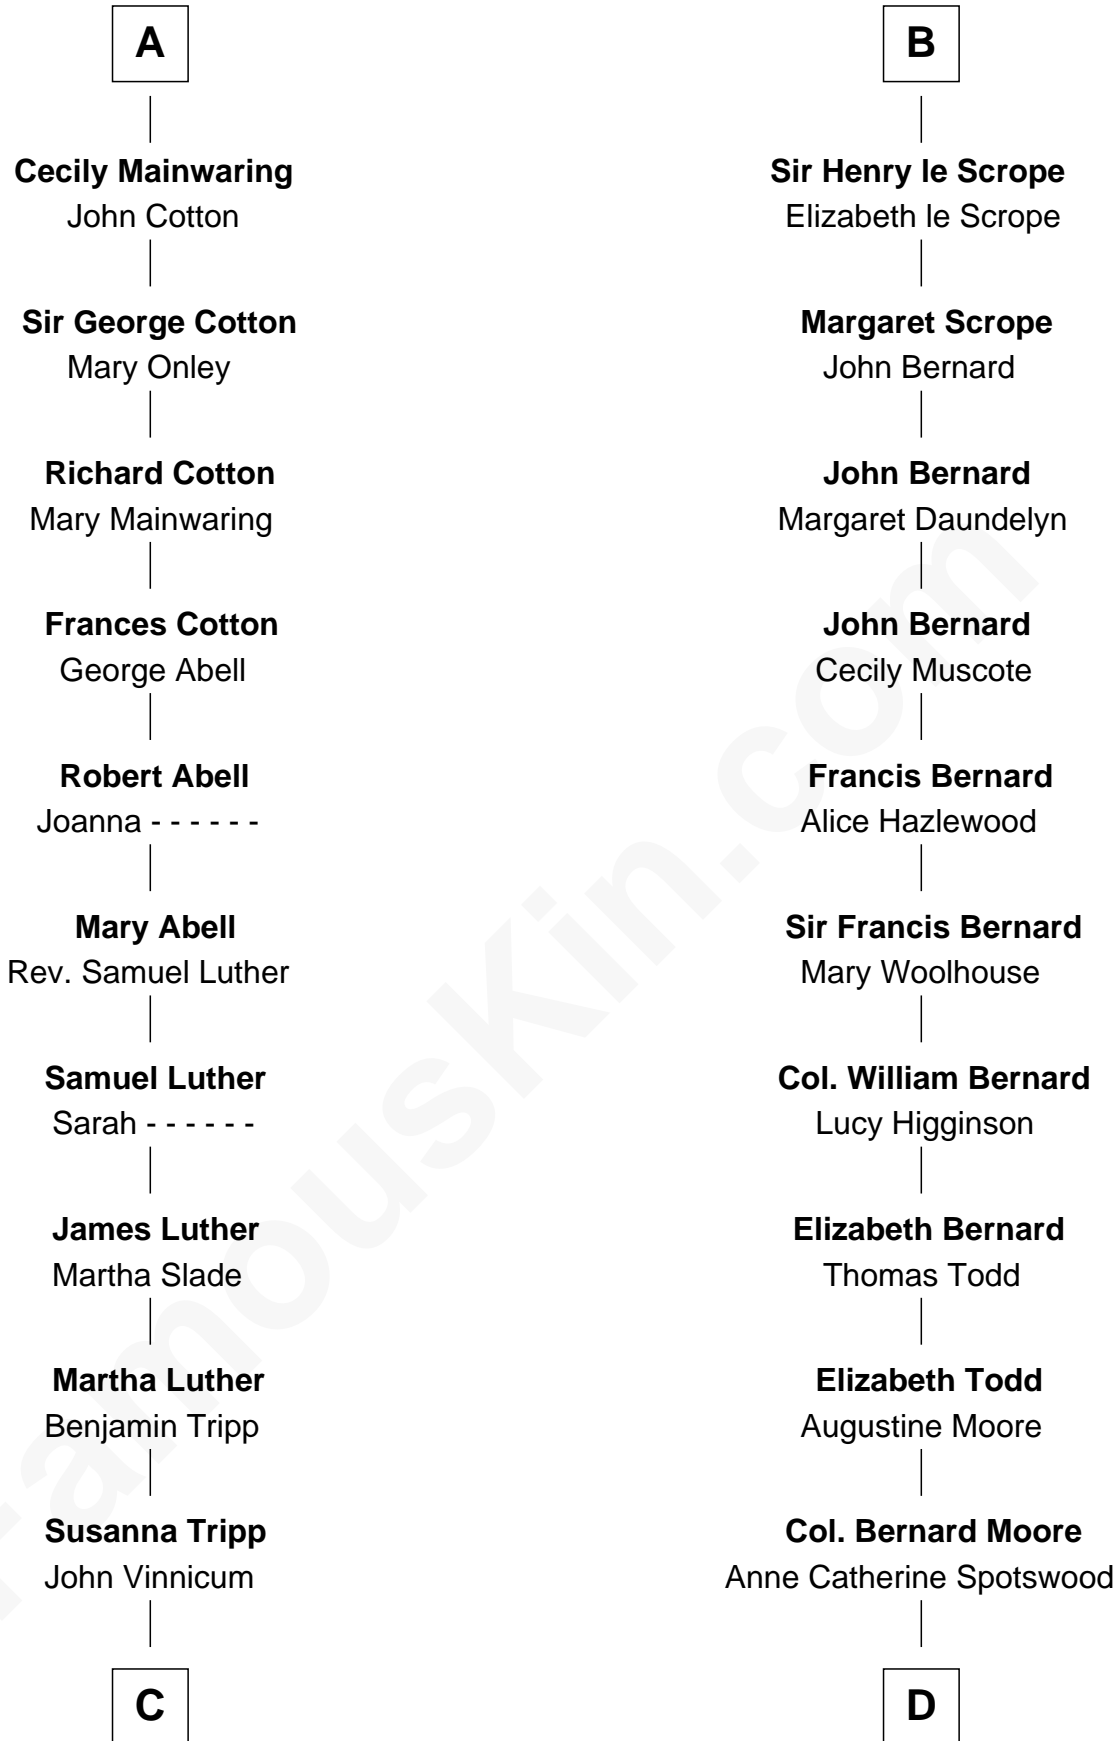 A
Cecily Mainwaring
John Cotton
Sir George Cotton
Mary Onley
Richard Cotton
Mary Mainwaring
Frances Cotton
George Abell
Robert Abell
Joanna - - - - - -
Mary Abell
Rev. Samuel Luther
Samuel Luther
Sarah - - - - - -
James Luther
Martha Slade
Martha Luther
Benjamin Tripp
Susanna Tripp
John Vinnicum
C
B
Sir Henry le Scrope
Elizabeth le Scrope
Margaret Scrope
John Bernard
John Bernard
Margaret Daundelyn
John Bernard
Cecily Muscote
Francis Bernard
Alice Hazlewood
Sir Francis Bernard
Mary Woolhouse
Col. William Bernard
Lucy Higginson
Elizabeth Bernard
Thomas Todd
Elizabeth Todd
Augustine Moore
Col. Bernard Moore
Anne Catherine Spotswood
D
FamousKin.com